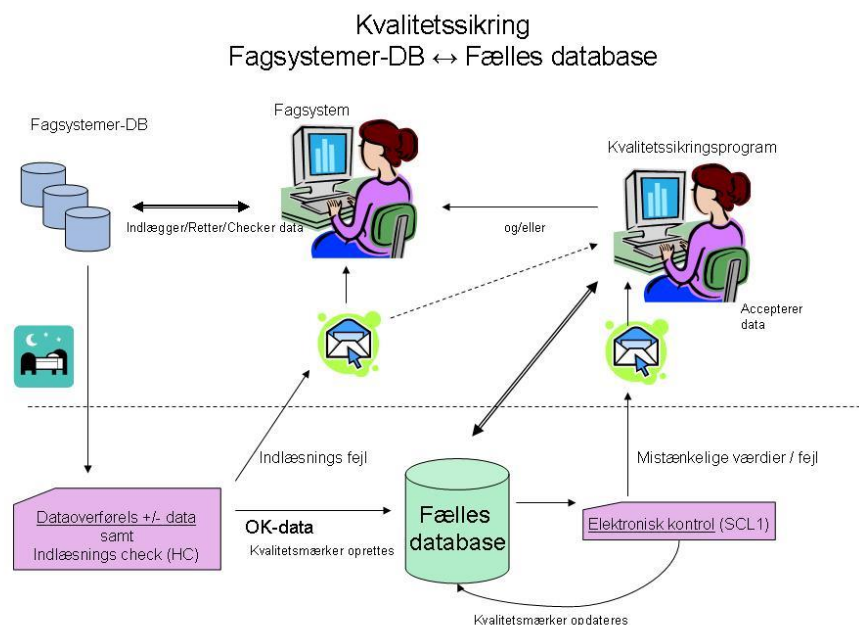 Kvalitetssikring
Fagsystemer-DB ↔ Fælles database
Fagsystem
Fagsystemer-DB
Kvalitetssikringsprogram
Indlægger/Retter/Checker data
og/eller
Accepterer
data
Indlæsnings fejl
Mistænkelige værdier / fejl
Dataoverførels +/- data
samt
Indlæsnings check (HC)
OK-data
Kvalitetsmærker oprettes
Fælles
database
Elektronisk kontrol (SCL1)
Kvalitetsmærker opdateres